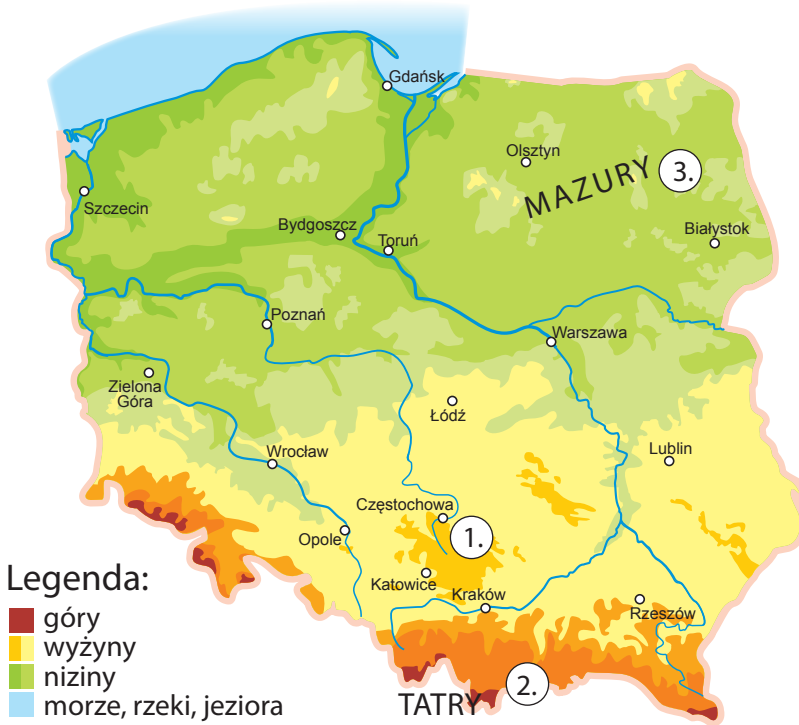 Gdańsk
Olsztyn
MAZURY
3.
Szczecin
Bydgoszcz
Toruń
Białystok
Poznań
Warszawa
Zielona
Góra
Łódź
Wrocław
Lublin
Częstochowa
1.
Opole
Katowice
Kraków
Rzeszów
TATRY
2.
Legenda:
góry
wyżyny
niziny
morze, rzeki, jeziora